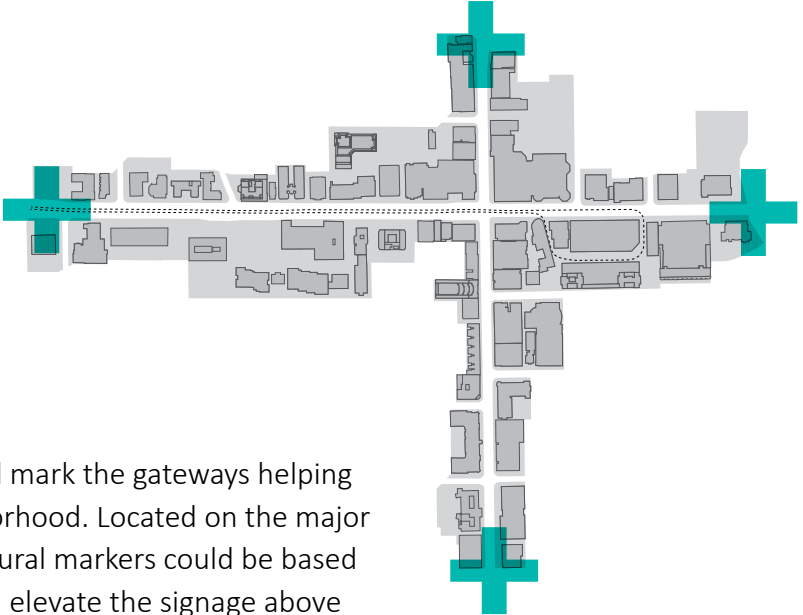 mark the gateways helping
orhood. Located on the major
ural markers could be based
elevate the signage above